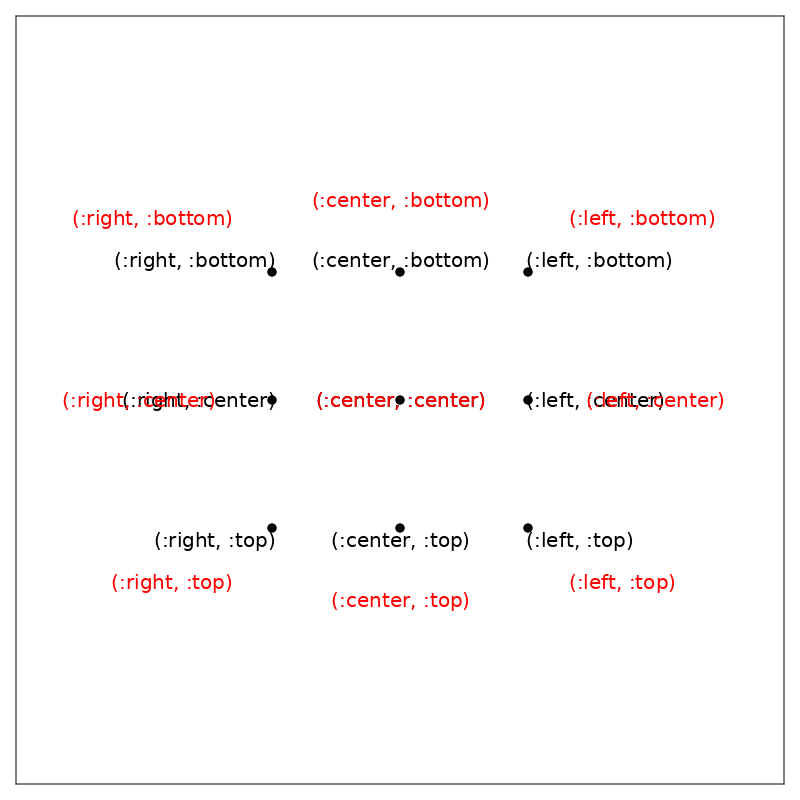 (:center, :bottom)
(:right, :bottom)
(:left, :bottom)
(:right, :bottom)
(:center, :bottom)
(:left, :bottom)
(:right, :center)
(:right, :center)
(:center, :center)
(:center, :center)
(:left, :center)
(:left, :center)
(:right, :top)
(:center, :top)
(:left, :top)
(:right, :top)
(:left, :top)
(:center, :top)